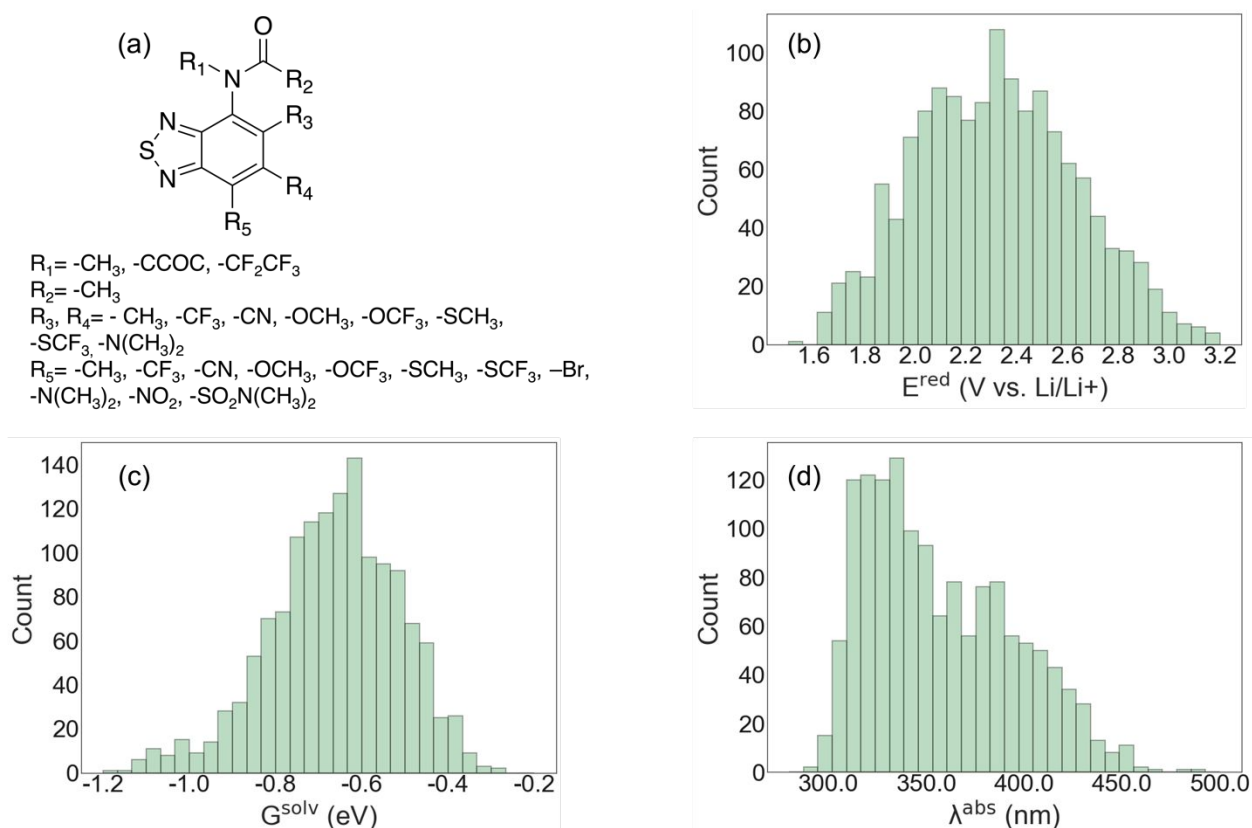 (a)
O
R₁
N
R₂
R₃
N
S
N
R₄
R₅
R₁= -CH₃, -CCOC, -CF₂CF₃
R₂= -CH₃
R₃, R₄= - CH₃, -CF₃, -CN, -OCH₃, -OCF₃, -SCH₃,
-SCF₃, -N(CH₃)₂
R₅= -CH₃, -CF₃, -CN, -OCH₃, -OCF₃, -SCH₃, -SCF₃, –Br,
-N(CH₃)₂, -NO₂, -SO₂N(CH₃)₂
(b)
Count
100
80
60
40
20
0
1.6 1.8 2.0 2.2 2.4 2.6 2.8 3.0 3.2
Eʳᵉᵈ (V vs. Li/Li+)
(c)
Count
140
120
100
80
60
40
20
0
-1.0 -0.8 -0.6 -0.4 -0.2
Gˢᵒˡᵛ (eV)
(d)
Count
120
100
80
60
40
20
0
300.0 350.0 400.0 450.0 500.0
λᵃᵇˢ (nm)